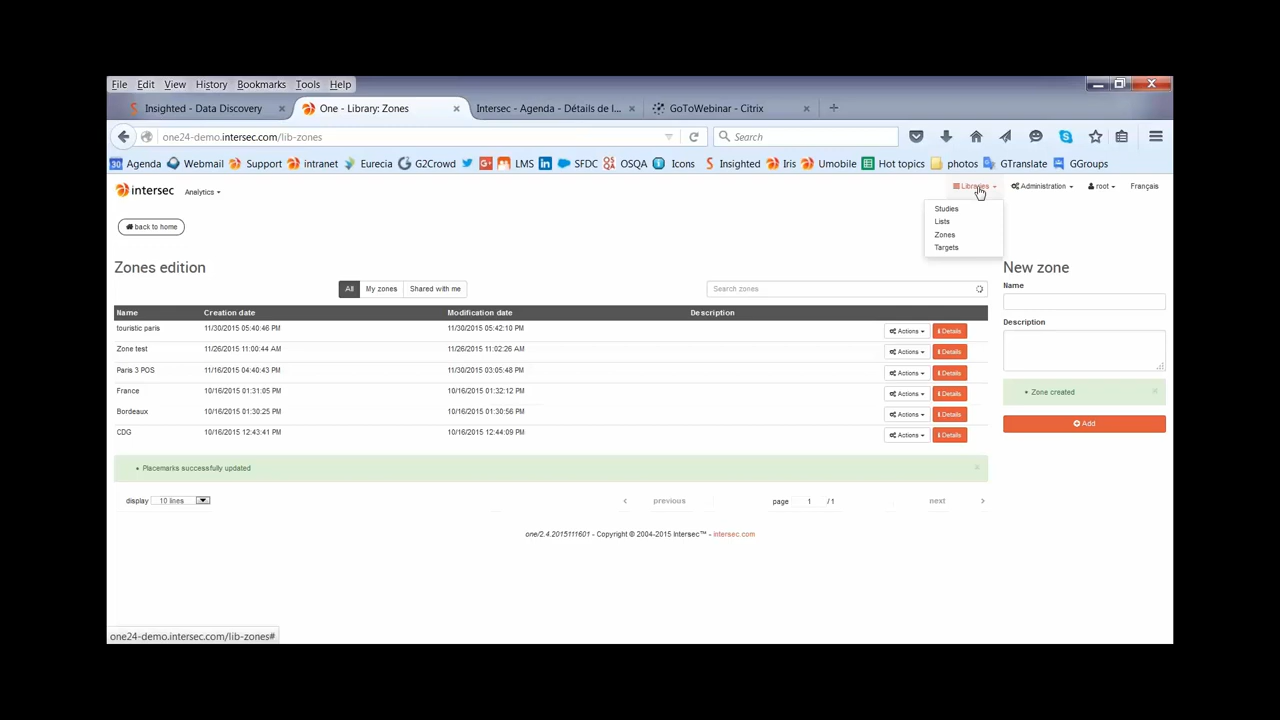 File Edit View History Bookmarks Tools Help
Insighted - Data Discovery × One - Library: Zones × Intersec - Agenda - Détails de l... × GoToWebinar - Citrix × +
one24-demo.intersec.com/lib-zones Search
30 Agenda Webmail Support intranet Eurecia G2Crowd LMS SFDC OSQA Icons Insighted Iris Umobile Hot topics photos GTranslate GGroups
intersec Analytics Libraries Administration root Français
Studies
Lists
Zones
Targets
back to home
Zones edition
New zone
All My zones Shared with me Search zones
Name
Description
Name Creation date Modification date Description
touristic paris 11/30/2015 05:40:46 PM 11/30/2015 05:42:10 PM Actions Details
Zone test 11/26/2015 11:00:44 AM 11/26/2015 11:02:26 AM Actions Details
Paris 3 POS 11/16/2015 04:40:43 PM 11/30/2015 03:05:48 PM Actions Details
France 10/16/2015 01:31:05 PM 10/16/2015 01:32:12 PM Actions Details
Bordeaux 10/16/2015 01:30:25 PM 10/16/2015 01:30:56 PM Actions Details
CDG 10/16/2015 12:43:41 PM 10/16/2015 12:44:09 PM Actions Details
Zone created ×
Add
Placemarks successfully updated ×
display 10 lines < previous page 1 / 1 next >
one/2.4.2015111601 - Copyright © 2004-2015 Intersec™ - intersec.com
one24-demo.intersec.com/lib-zones#